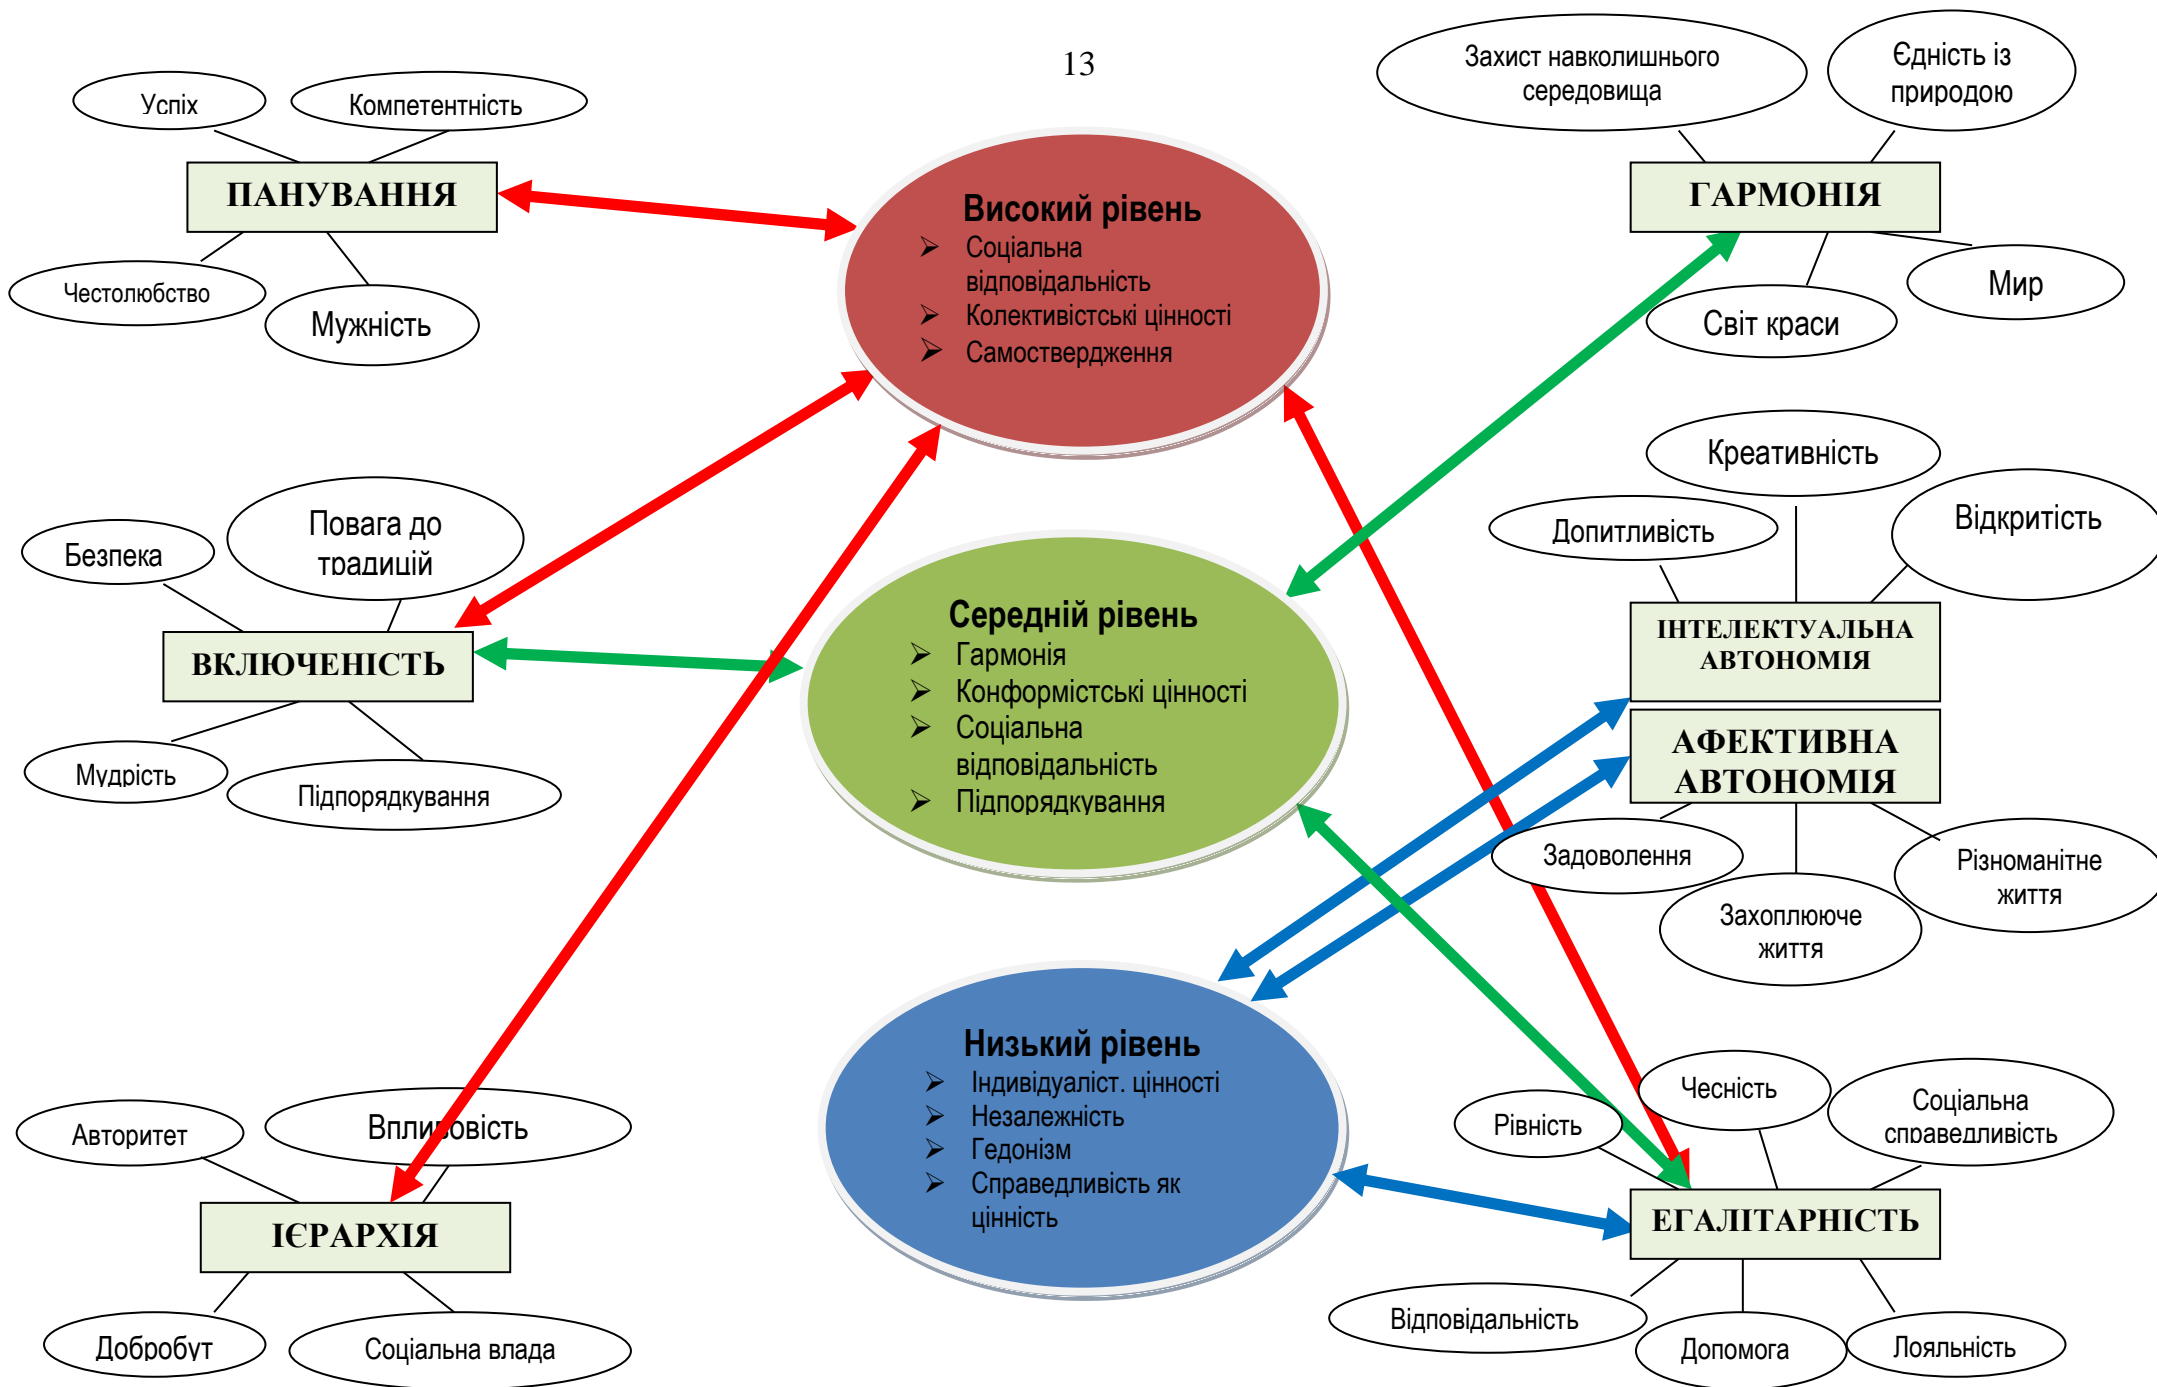 13
Успіх
Компетентність
ПАНУВАННЯ
Честолюбство
Мужність
Безпека
Повага до
традицій
ВКЛЮЧЕНІСТЬ
Мудрість
Підпорядкування
Авторитет
Впливовість
ІЄРАРХІЯ
Добробут
Соціальна влада
Високий рівень
Соціальна
відповідальність
Колективістські цінності
Самоствердження
Середній рівень
Гармонія
Конформістські цінності
Соціальна
відповідальність
Підпорядкування
Низький рівень
Індивідуаліст. цінності
Незалежність
Гедонізм
Справедливість як
цінність
Захист навколишнього
середовища
Єдність із
природою
ГАРМОНІЯ
Світ краси
Мир
Креативність
Допитливість
Відкритість
ІНТЕЛЕКТУАЛЬНА
АВТОНОМІЯ
АФЕКТИВНА
АВТОНОМІЯ
Задоволення
Захоплююче
життя
Різноманітне
життя
Рівність
Чесність
Соціальна
справедливість
ЕГАЛІТАРНІСТЬ
Відповідальність
Допомога
Лояльність